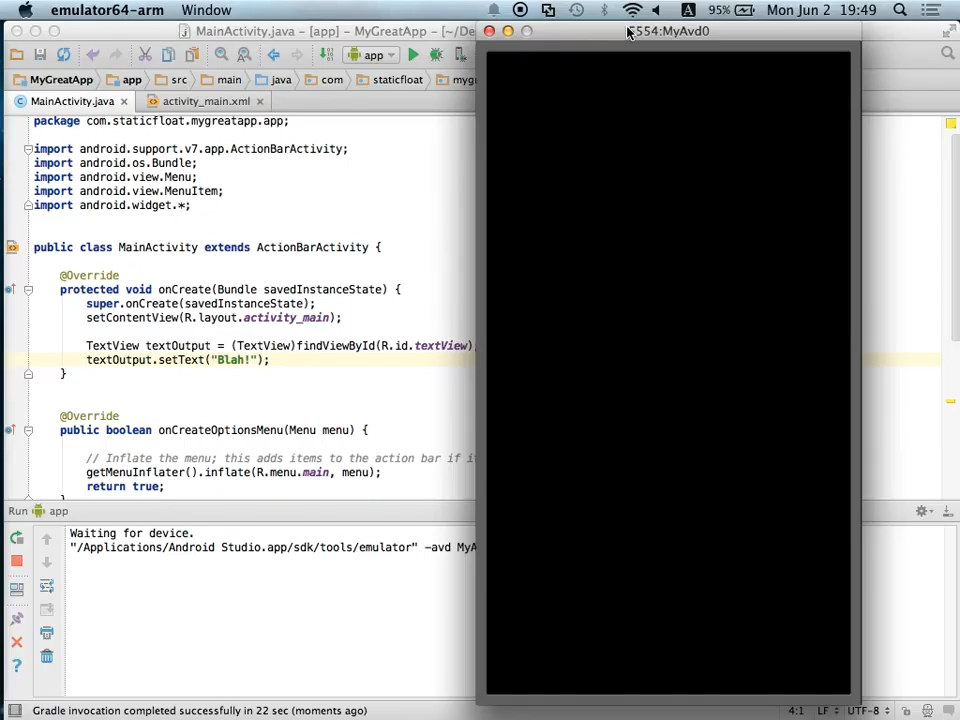 emulator64-arm Window 95% Mon Jun 2 19:49
MainActivity.java - [app] - MyGreatApp - [~/De
5554:MyAvd0
app
MyGreatApp app src main java com staticfloat myg
MainActivity.java activity_main.xml
package com.staticfloat.mygreatapp.app;
import android.support.v7.app.ActionBarActivity;
import android.os.Bundle;
import android.view.Menu;
import android.view.MenuItem;
import android.widget.*;
public class MainActivity extends ActionBarActivity {
@Override
protected void onCreate(Bundle savedInstanceState) {
super.onCreate(savedInstanceState);
setContentView(R.layout.activity_main);
TextView textOutput = (TextView)findViewById(R.id.textView)
textOutput.setText("Blah!");
}
@Override
public boolean onCreateOptionsMenu(Menu menu) {
// Inflate the menu; this adds items to the action bar if i
getMenuInflater().inflate(R.menu.main, menu);
return true;
}
Run app
Waiting for device.
"/Applications/Android Studio.app/sdk/tools/emulator" -avd MyA
Gradle invocation completed successfully in 22 sec (moments ago) 4:1 LF UTF-8